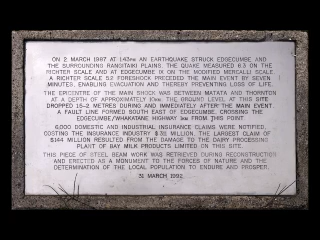 ON 2 MARCH 1987 AT 1:43PM AN EARTHQUAKE STRUCK EDGECUMBE AND
THE SURROUNDING RANGITAIKI PLAINS. THE QUAKE MEASURED 6.3 ON THE
RICHTER SCALE AND AT EDGECUMBE IX ON THE MODIFIED MERCALLI SCALE.
A RICHTER SCALE 5.2 FORESHOCK PRECEDED THE MAIN EVENT BY SEVEN
MINUTES, ENABLING EVACUATION AND THEREBY PREVENTING LOSS OF LIFE.
THE EPICENTRE OF THE MAIN SHOCK WAS BETWEEN MATATA AND THORNTON
AT A DEPTH OF APPROXIMATELY 10KM. THE GROUND LEVEL AT THIS SITE
DROPPED 1.5-2 METRES DURING AND IMMEDIATELY AFTER THE MAIN EVENT.
A FAULT LINE FORMED SOUTH EAST OF THE SITE, CROSSING THE
EDGECUMBE/WHAKATANE HIGHWAY 1KM FROM THIS POINT.
6,000 DOMESTIC AND INDUSTRIAL INSURANCE CLAIMS WERE NOTIFIED,
COSTING THE INSURANCE INDUSTRY $ MILLION. THE LARGEST CLAIM OF
$144 MILLION RESULTED FROM THE DAMAGE TO THE DAIRY PROCESSING
PLANT OF BAY MILK PRODUCTS LIMITED ON THIS SITE.
THIS PIECE OF STEEL BEAM WORK WAS RETRIEVED DURING RECONSTRUCTION
AND ERECTED AS A MONUMENT TO THE FORCES OF NATURE AND THE
DETERMINATION OF THE LOCAL POPULATION TO ENDURE AND PROSPER.
31 MARCH 1992.